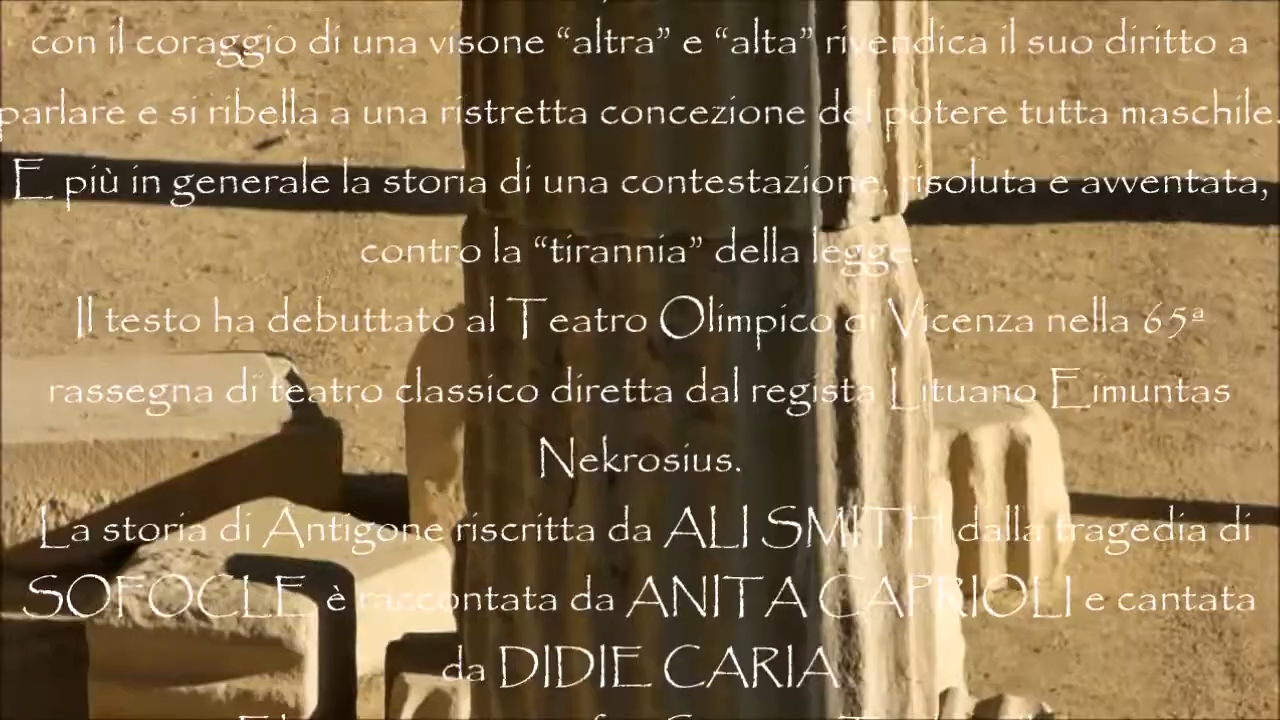 con il coraggio di una visone “altra” e “alta” rivendica il suo diritto a
parlare e si ribella a una ristretta concezione del potere tutta maschile.
E più in generale la storia di una contestazione, risoluta e avventata,
contro la “tirannia” della legge.
Il testo ha debuttato al Teatro Olimpico di Vicenza nella 65ª
rassegna di teatro classico diretta dal regista Lituano Eimuntas
Nekrosius.
La storia di Antigone riscritta da ALI SMITH dalla tragedia di
SOFOCLE è raccontata da ANITA CAPRIOLI e cantata
da DIDIE CARIA